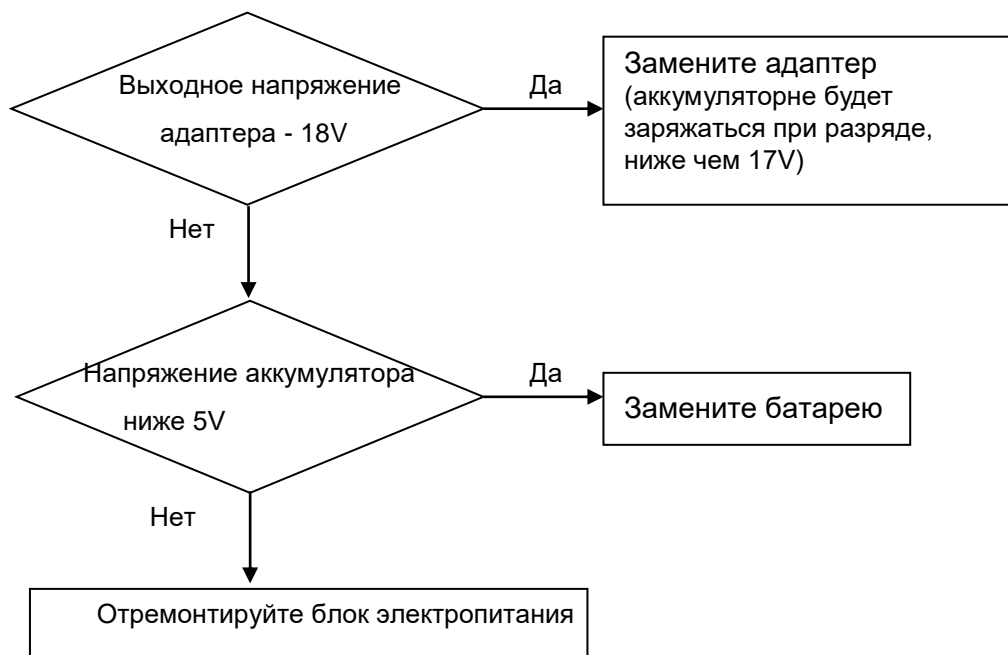 Выходное напряжение
адаптера - 18V
Да
Замените адаптер
(аккумуляторне будет
заряжаться при разряде,
ниже чем 17V)
Нет
Напряжение аккумулятора
ниже 5V
Да
Замените батарею
Нет
Отремонтируйте блок электропитания